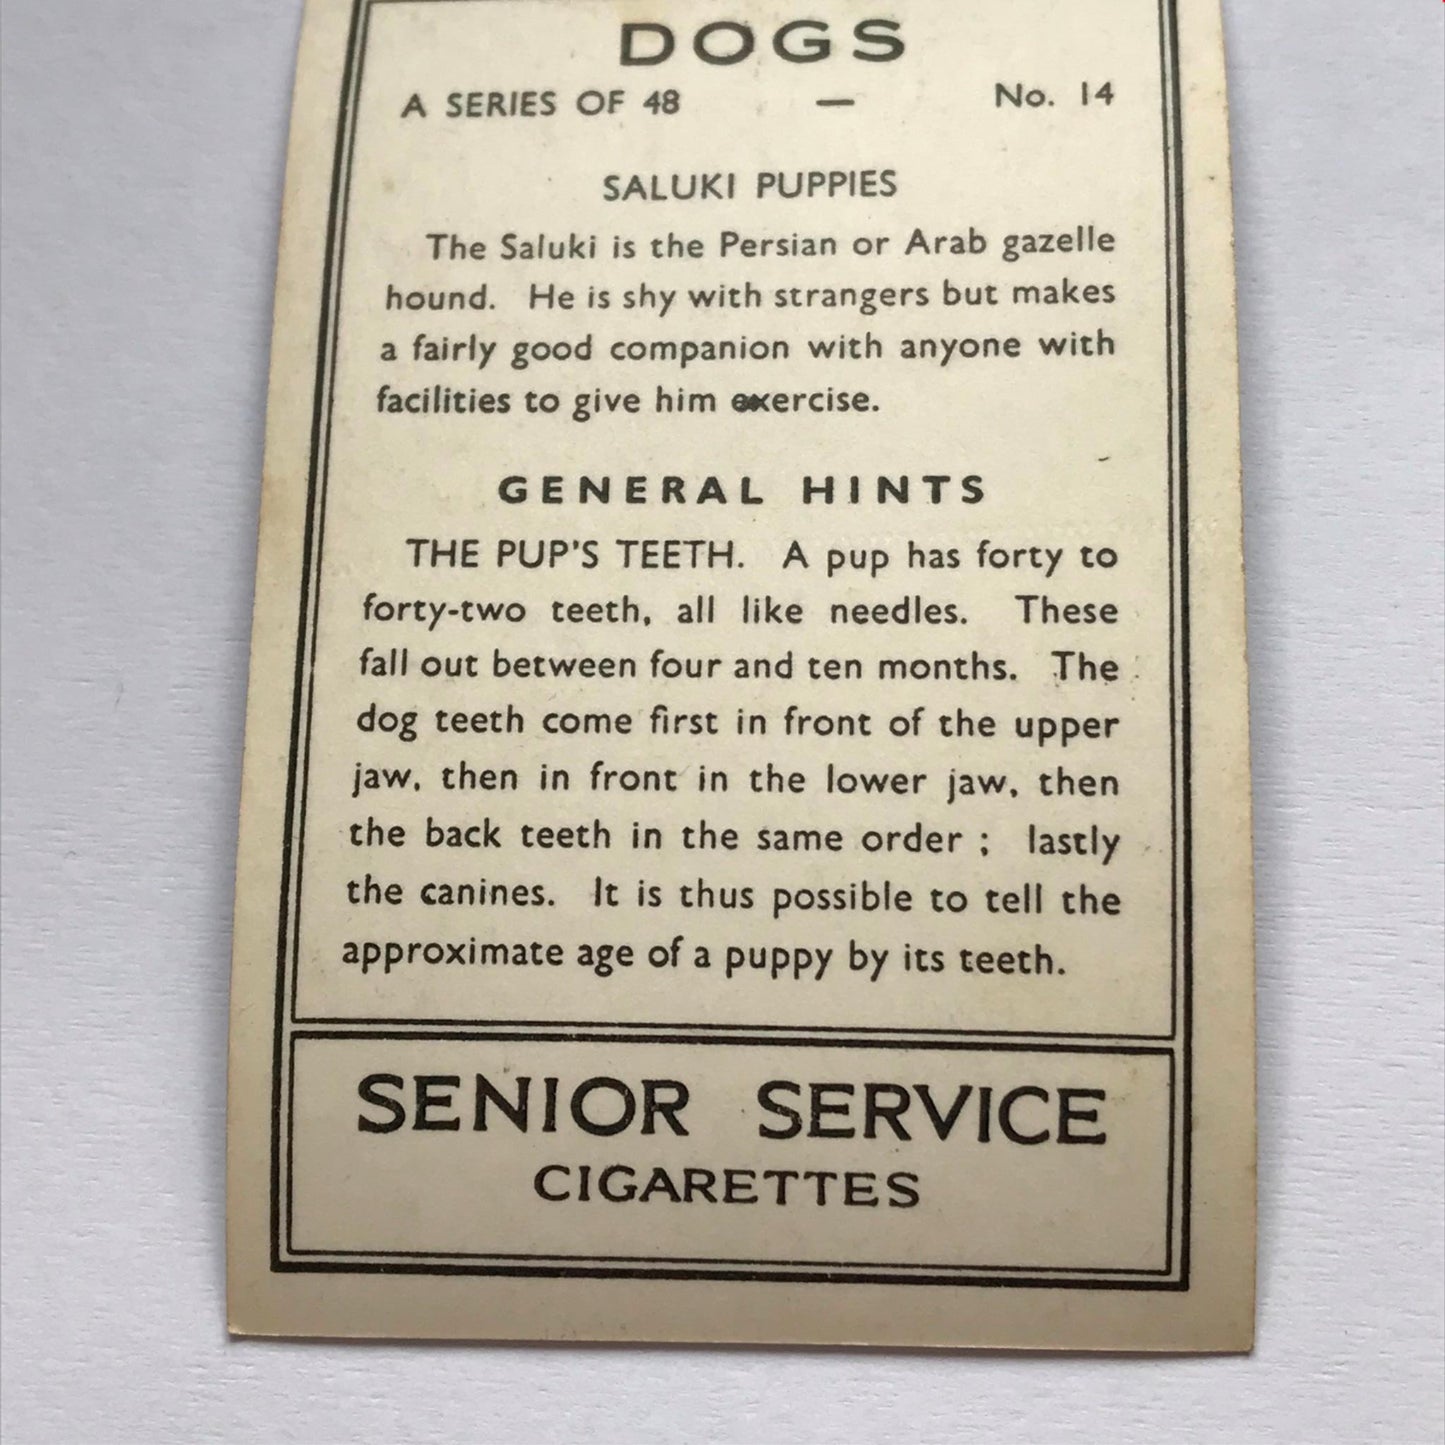 DOGS
A SERIES OF 48 — No. 14
SALUKI PUPPIES
The Saluki is the Persian or Arab gazelle
hound. He is shy with strangers but makes
a fairly good companion with anyone with
facilities to give him exercise.
GENERAL HINTS
THE PUP'S TEETH. A pup has forty to
forty-two teeth, all like needles. These
fall out between four and ten months. The
dog teeth come first in front of the upper
jaw, then in front in the lower jaw, then
the back teeth in the same order ; lastly
the canines. It is thus possible to tell the
approximate age of a puppy by its teeth.
SENIOR SERVICE
CIGARETTES